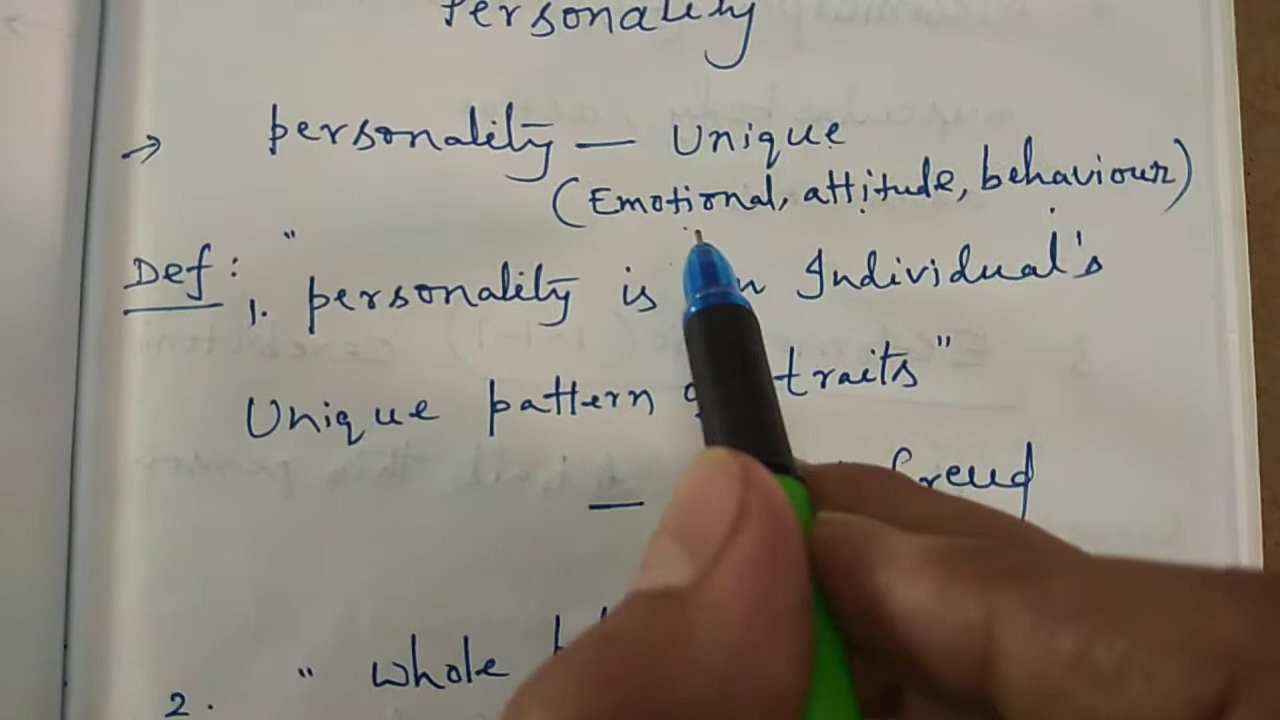 Personality
→ personality — Unique
(Emotional, attitude, behaviour)
Def: 1. "personality is Individual's
Unique pattern traits"
— freud
2. " whole